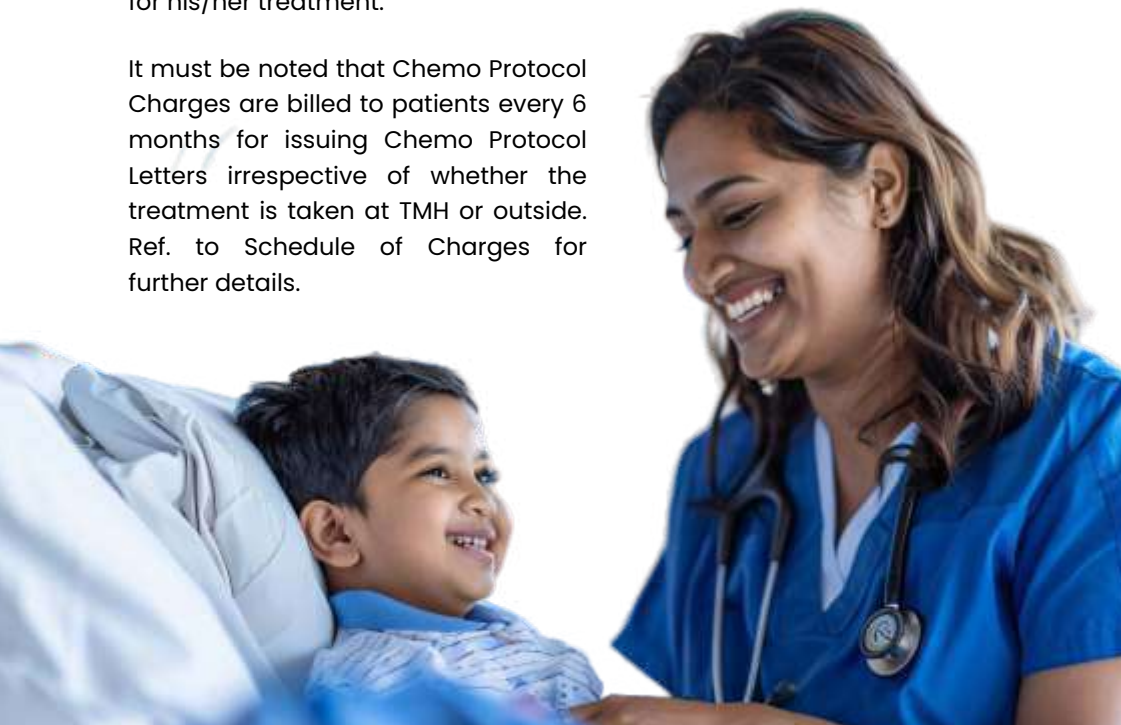 for his/her treatment.
It must be noted that Chemo Protocol
Charges are billed to patients every 6
months for issuing Chemo Protocol
Letters irrespective of whether the
treatment is taken at TMH or outside.
Ref. to Schedule of Charges for
further details.